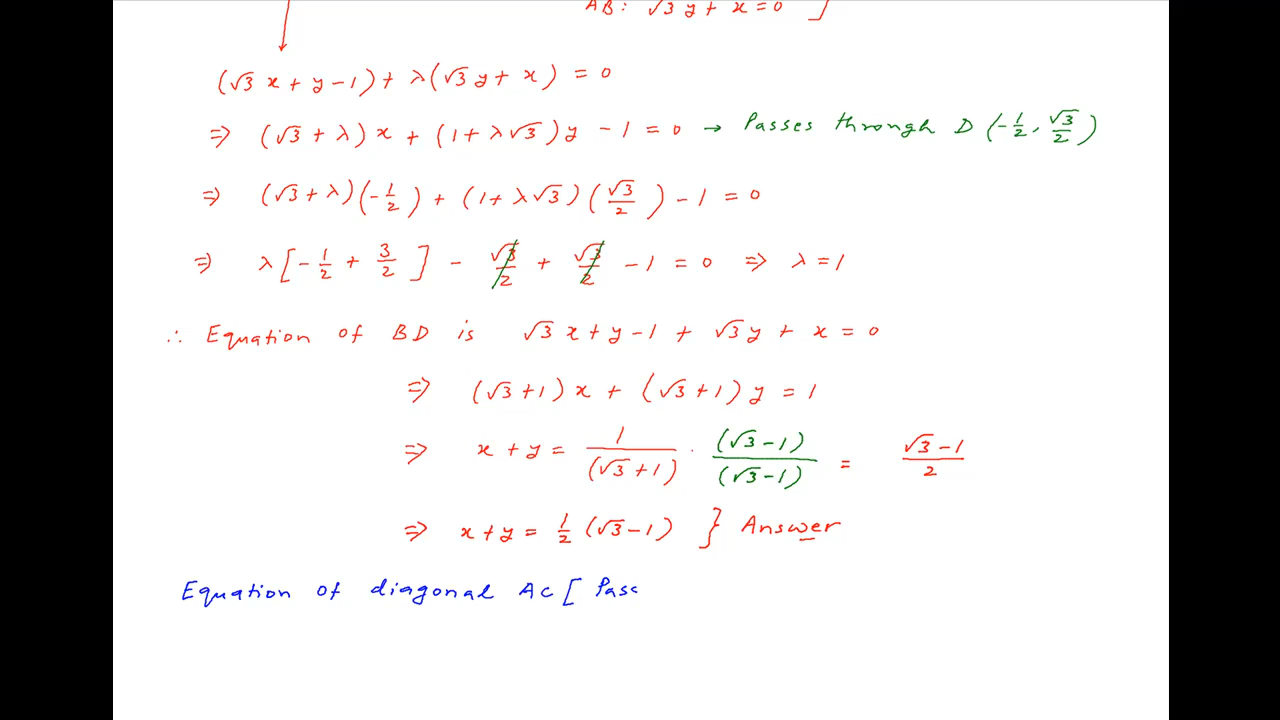 AB: √3 y + x = 0 ]
(√3 x + y - 1) + λ(√3 y + x) = 0
⇒ (√3 + λ) x + (1 + λ√3) y - 1 = 0 → Passes through D (-1/2, √3/2)
⇒ (√3 + λ)(-1/2) + (1 + λ√3)(√3/2) - 1 = 0
⇒ λ[-1/2 + 3/2] - √3/2 + √3/2 - 1 = 0 ⇒ λ = 1
∴ Equation of BD is √3 x + y - 1 + √3 y + x = 0
⇒ (√3 + 1) x + (√3 + 1) y = 1
⇒ x + y = 1/(√3 + 1) · (√3 - 1)/(√3 - 1) = (√3 - 1)/2
⇒ x + y = 1/2 (√3 - 1) } Answer
Equation of diagonal AC [ Pass